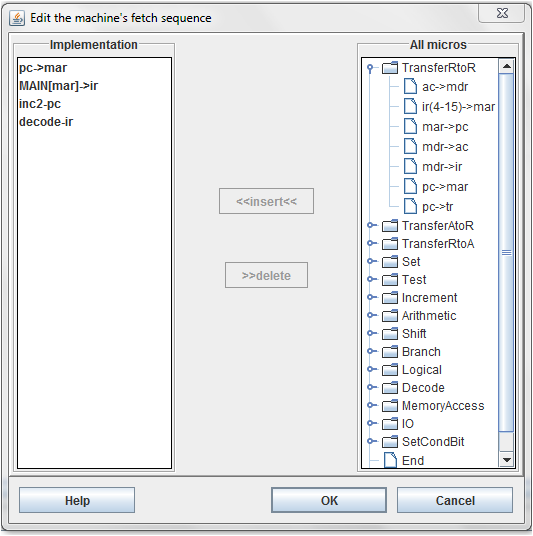 Edit the machine's fetch sequence
Implementation
pc->mar
MAIN[mar]->ir
inc2-pc
decode-ir
<<insert<<
>>delete
All micros
TransferRtoR
ac->mdr
ir(4-15)->mar
mar->pc
mdr->ac
mdr->ir
pc->mar
pc->tr
TransferAtoR
TransferRtoA
Set
Test
Increment
Arithmetic
Shift
Branch
Logical
Decode
MemoryAccess
IO
SetCondBit
End
Help
OK
Cancel